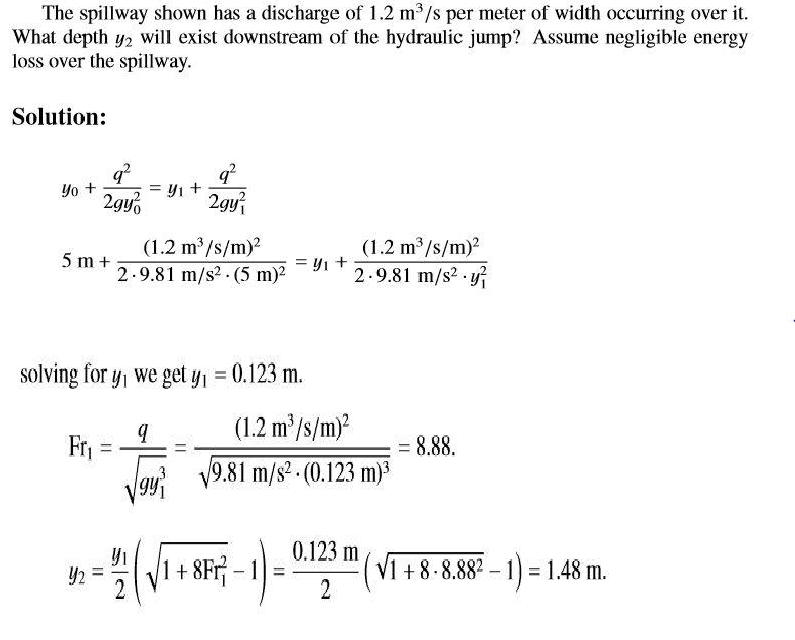 The spillway shown has a discharge of 1.2 m³/s per meter of width occurring over it.
What depth y₂ will exist downstream of the hydraulic jump? Assume negligible energy
loss over the spillway.
Solution:
y₀ + q²/2gy₀² = y₁ + q²/2gy₁²
5 m + (1.2 m³/s/m)²/2·9.81 m/s²·(5 m)² = y₁ + (1.2 m³/s/m)²/2·9.81 m/s²·y₁²
solving for y₁ we get y₁ = 0.123 m.
Fr₁ = q/√gy₁³ = (1.2 m³/s/m)²/√9.81 m/s²·(0.123 m)³ = 8.88.
y₂ = y₁/2 (√1 + 8Fr₁² − 1) = 0.123 m/2 (√1 + 8·8.88² − 1) = 1.48 m.